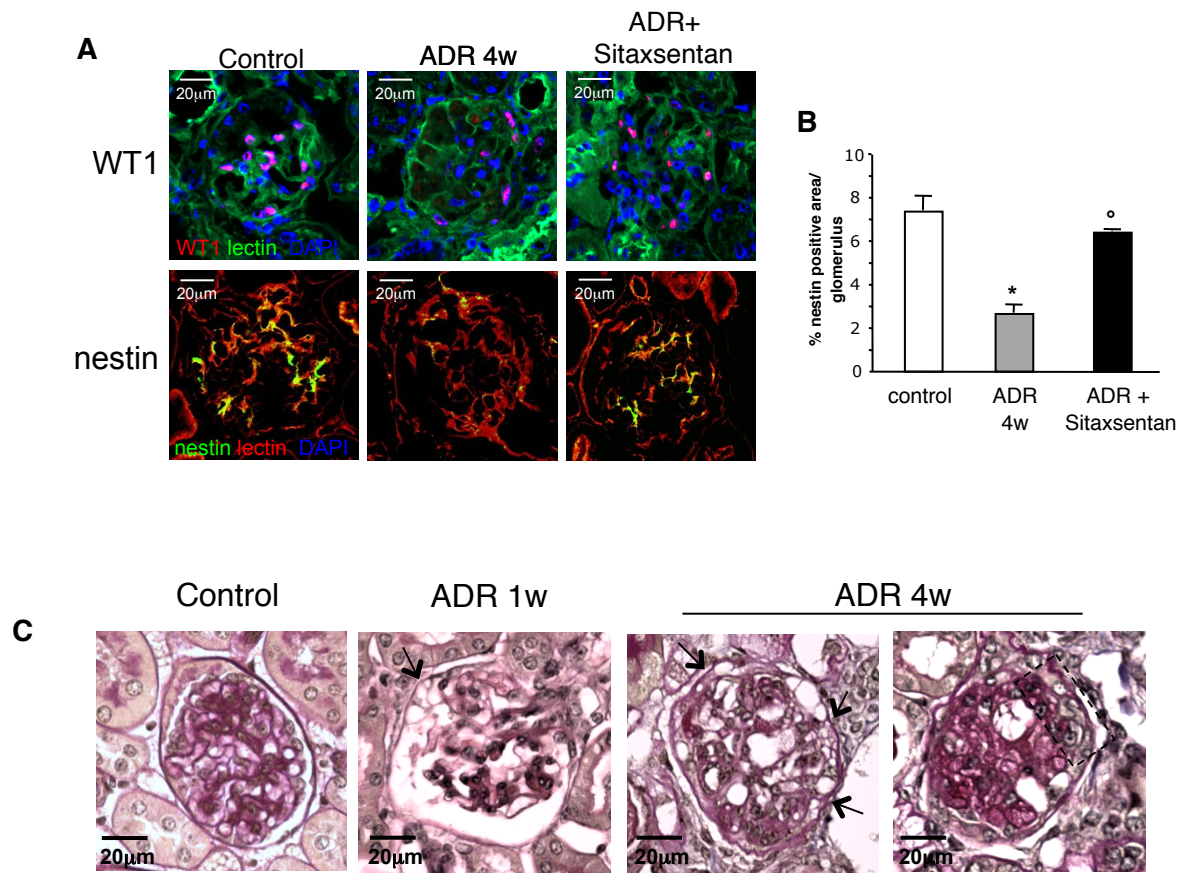 A
Control
ADR 4w
ADR+
Sitaxsentan
20μm
20μm
20μm
WT1
WT1 lectin DAPI
20μm
20μm
20μm
nestin
nestin lectin DAPI
B
% nestin positive area/
glomerulus
10
8
6
4
2
0
°
*
control
ADR
4w
ADR +
Sitaxsentan
C
Control
ADR 1w
ADR 4w
20μm
20μm
20μm
20μm